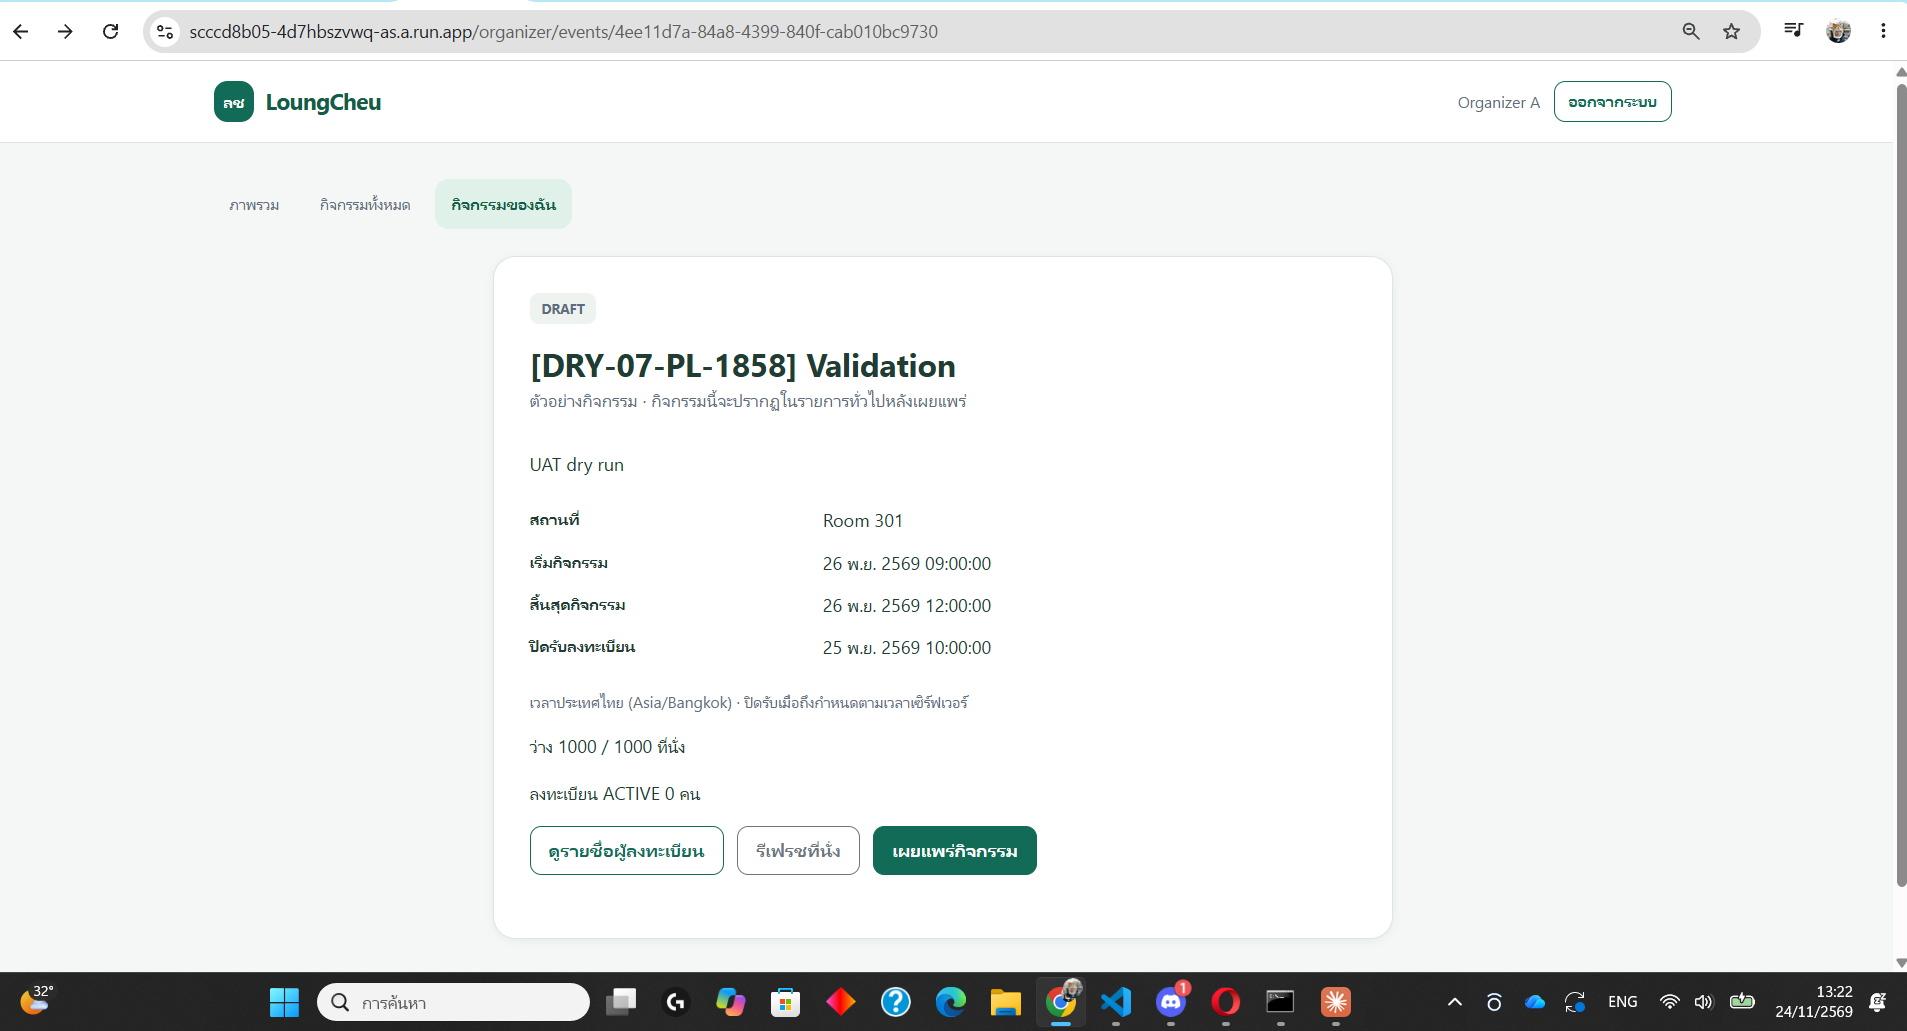 scccd8b05-4d7hbszvwq-as.a.run.app/organizer/events/4ee11d7a-84a8-4399-840f-cab010bc9730
ลช LoungCheu
Organizer A ออกจากระบบ
ภาพรวม กิจกรรมทั้งหมด กิจกรรมของฉัน
DRAFT
[DRY-07-PL-1858] Validation
ตัวอย่างกิจกรรม · กิจกรรมนี้จะปรากฏในรายการทั่วไปหลังเผยแพร่
UAT dry run
สถานที่ Room 301
เริ่มกิจกรรม 26 พ.ย. 2569 09:00:00
สิ้นสุดกิจกรรม 26 พ.ย. 2569 12:00:00
ปิดรับลงทะเบียน 25 พ.ย. 2569 10:00:00
เวลาประเทศไทย (Asia/Bangkok) · ปิดรับเมื่อถึงกำหนดตามเวลาเซิร์ฟเวอร์
ว่าง 1000 / 1000 ที่นั่ง
ลงทะเบียน ACTIVE 0 คน
ดูรายชื่อผู้ลงทะเบียน รีเฟรชที่นั่ง เผยแพร่กิจกรรม
32° การค้นหา 1 ENG 13:22
24/11/2569